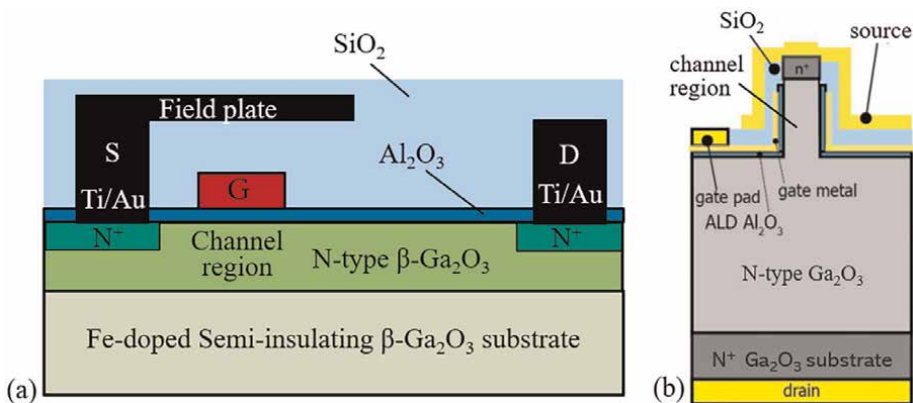 SiO₂
Field plate
S
D
Al₂O₃
Ti/Au
G
Ti/Au
N⁺
Channel
region
N⁺
N-type β-Ga₂O₃
Fe-doped Semi-insulating β-Ga₂O₃ substrate
(a)
SiO₂
source
channel
region
n⁺
gate pad
gate metal
ALD Al₂O₃
N-type Ga₂O₃
N⁺ Ga₂O₃ substrate
drain
(b)